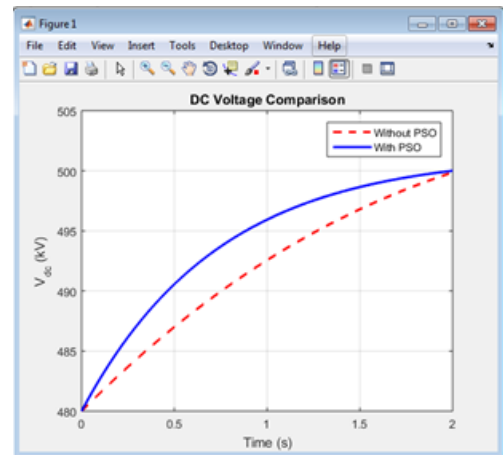 Figure 1
File Edit View Insert Tools Desktop Window Help
DC Voltage Comparison
505
500
495
490
485
480
V_dc (kV)
Without PSO
With PSO
0 0.5 1 1.5 2
Time (s)